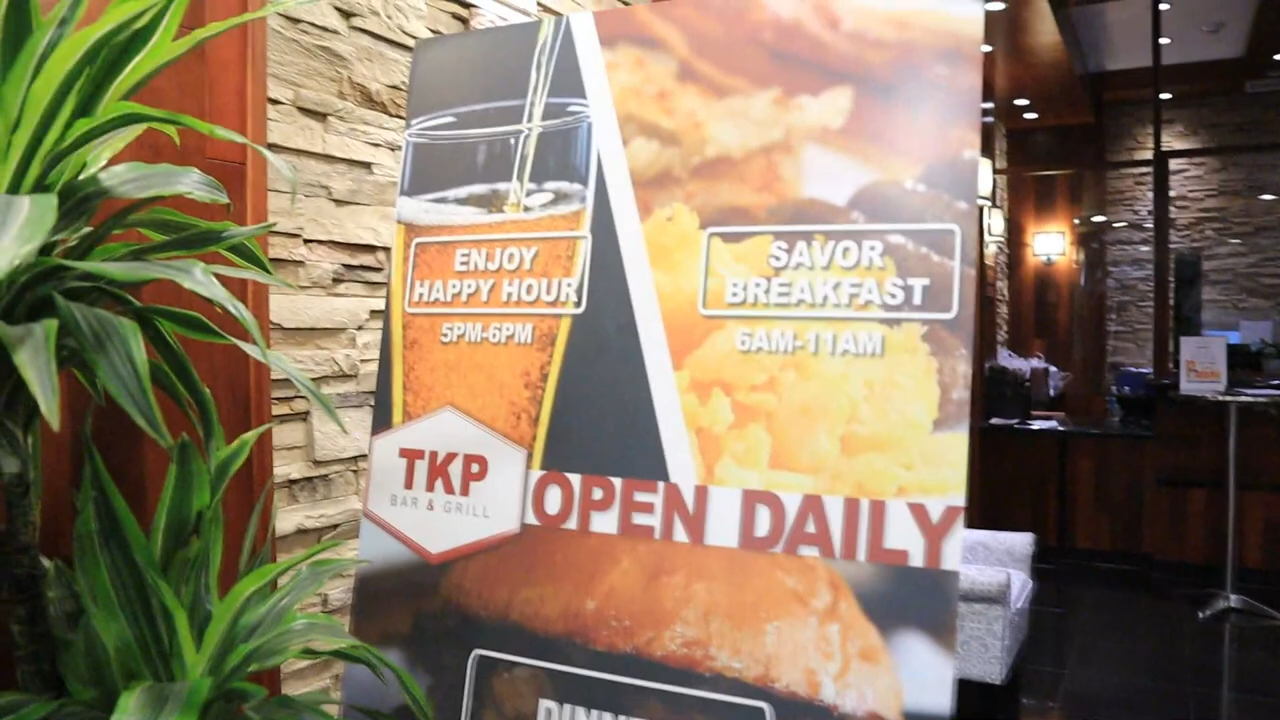 ENJOY
HAPPY HOUR
5PM-6PM
SAVOR
BREAKFAST
6AM-11AM
TKP
BAR & GRILL
OPEN DAILY